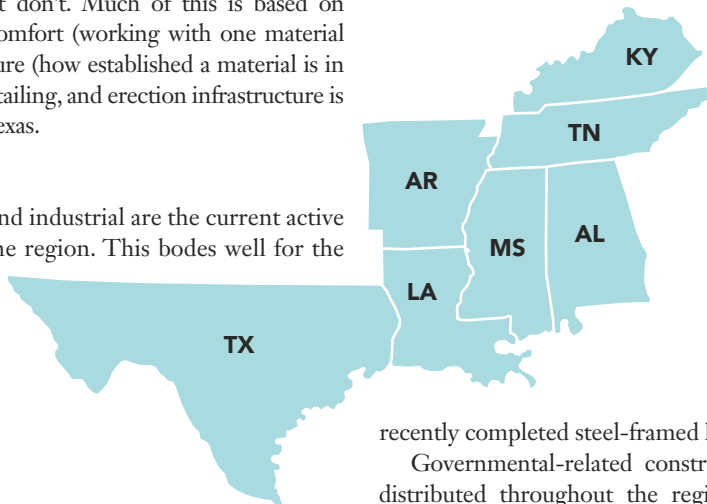 t don't. Much of this is based on
omfort (working with one material
ure (how established a material is in
tailing, and erection infrastructure is
exas.
nd industrial are the current active
ne region. This bodes well for the
KY
TN
AR
MS
AL
LA
TX
recently completed steel-framed
Governmental-related constr
distributed throughout the regi